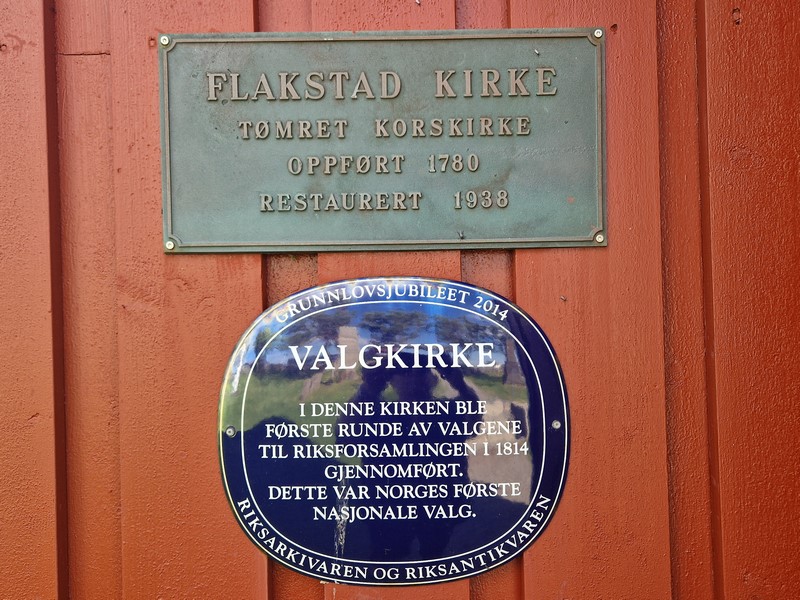 FLAKSTAD KIRKE
TØMRET KORSKIRKE
OPPFØRT 1780
RESTAURERT 1938
GRUNNLOVSJUBILEET 2014
VALGKIRKE
I DENNE KIRKEN BLE
FØRSTE RUNDE AV VALGENE
TIL RIKSFORSAMLINGEN I 1814
GJENNOMFØRT.
DETTE VAR NORGES FØRSTE
NASJONALE VALG.
RIKSARKIVAREN OG RIKSANTIKVAREN